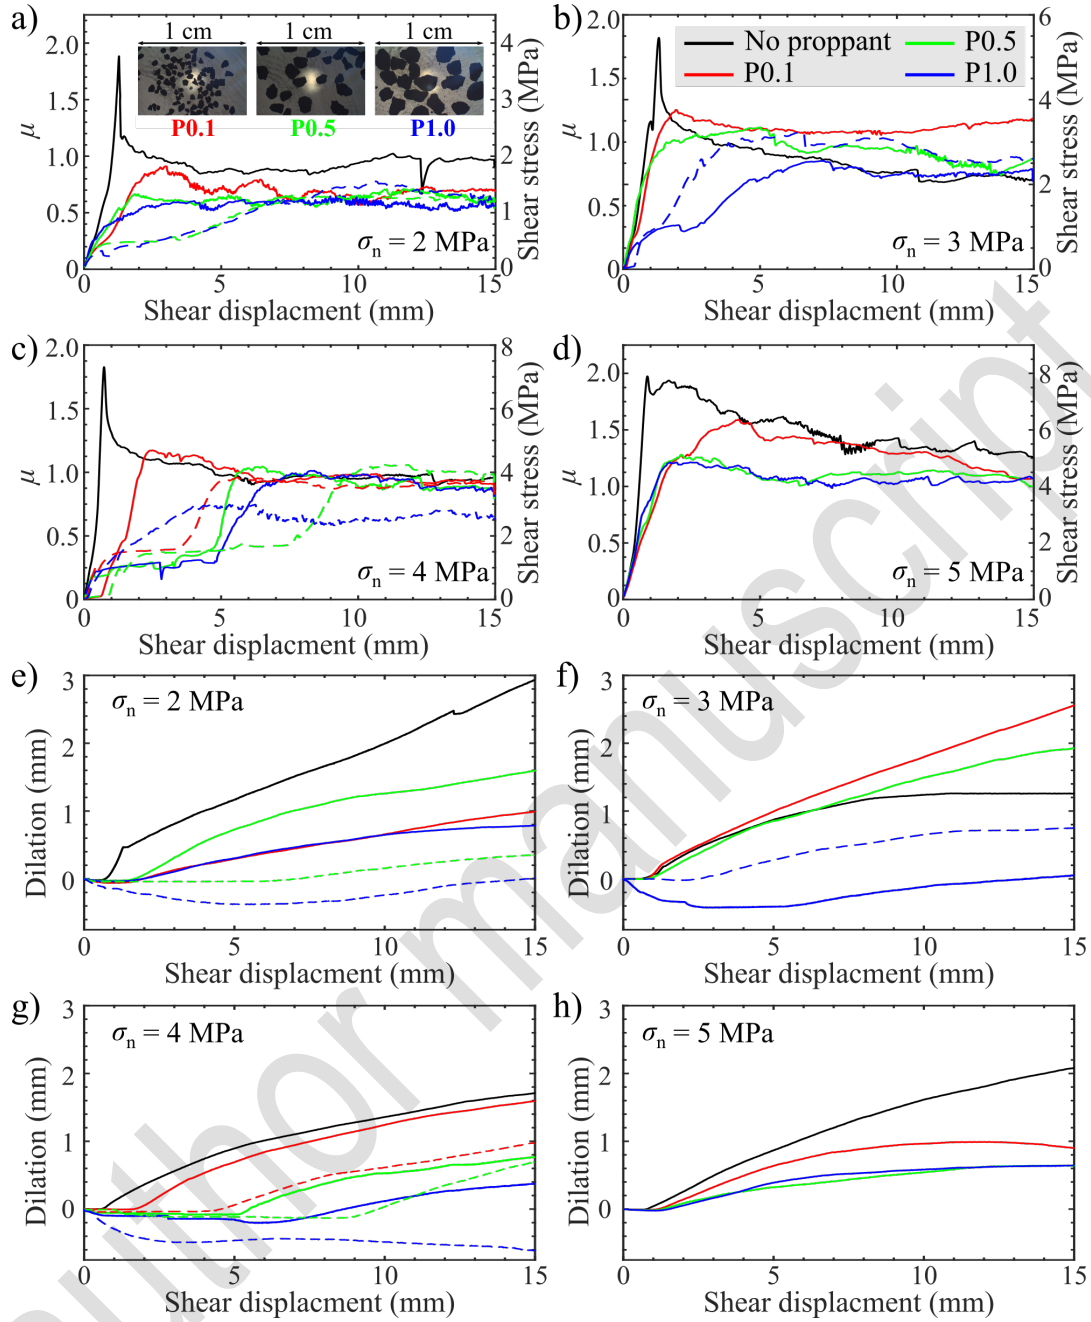 a)
1 cm 1 cm 1 cm
P0.1 P0.5 P1.0
σn = 2 MPa
2.0
1.5
1.0
0.5
0
μ
4
3
2
1
0
Shear stress (MPa)
0 5 10 15
Shear displacment (mm)
b)
No proppant P0.5
P0.1 P1.0
σn = 3 MPa
2.0
1.5
1.0
0.5
0
μ
6
4
2
0
Shear stress (MPa)
0 5 10 15
Shear displacment (mm)
c)
σn = 4 MPa
2.0
1.5
1.0
0.5
0
μ
8
6
4
2
0
Shear stress (MPa)
0 5 10 15
Shear displacment (mm)
d)
σn = 5 MPa
2.0
1.5
1.0
0.5
0
μ
8
6
4
2
0
Shear stress (MPa)
0 5 10 15
Shear displacment (mm)
e)
σn = 2 MPa
3
2
1
0
Dilation (mm)
0 5 10 15
Shear displacment (mm)
f)
σn = 3 MPa
3
2
1
0
Dilation (mm)
0 5 10 15
Shear displacment (mm)
g)
σn = 4 MPa
3
2
1
0
Dilation (mm)
0 5 10 15
Shear displacment (mm)
h)
σn = 5 MPa
3
2
1
0
Dilation (mm)
0 5 10 15
Shear displacment (mm)
uthor manuscript